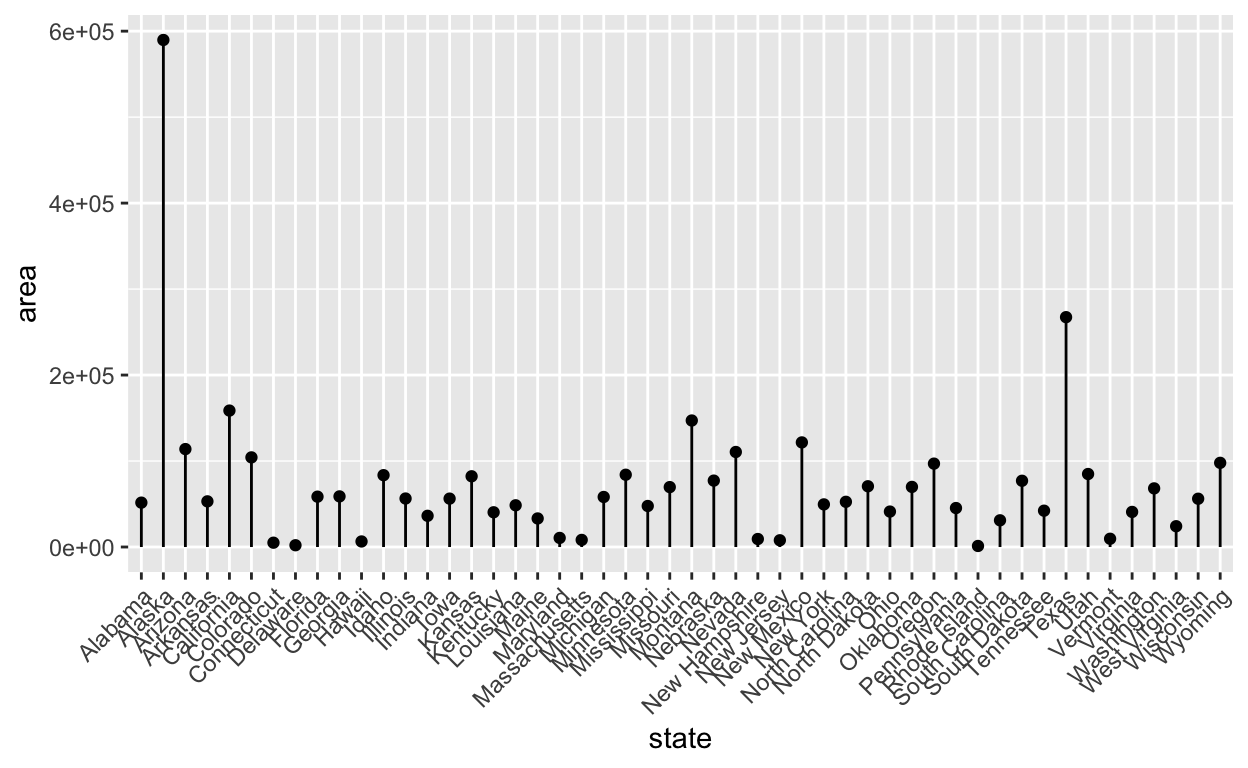 6e+05
4e+05
2e+05
0e+00
area
Alabama
Alaska
Arizona
Arkansas
California
Colorado
Connecticut
Delaware
Florida
Georgia
Hawaii
Idaho
Illinois
Indiana
Iowa
Kansas
Kentucky
Louisiana
Maine
Maryland
Massachusetts
Michigan
Minnesota
Mississippi
Missouri
Montana
Nebraska
Nevada
New Hampshire
New Jersey
New Mexico
New York
North Carolina
North Dakota
Ohio
Oklahoma
Oregon
Pennsylvania
Rhode Island
South Carolina
South Dakota
Tennessee
Texas
Utah
Vermont
Virginia
Washington
West Virginia
Wisconsin
Wyoming
state